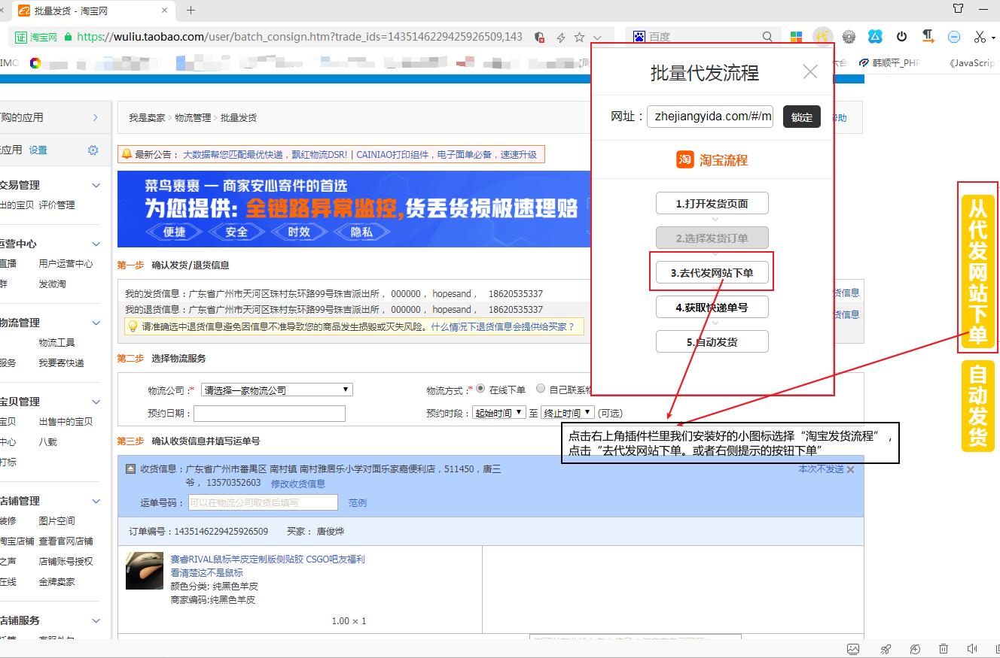 批量发货 - 淘宝网
证 淘宝网 https://wuliu.taobao.com/user/batch_consign.htm?trade_ids=1435146229425926509,143
百度
IMO
韩顺平_PHP
《JavaScrip
购的应用
应用 设置
交易管理
出的宝贝 评价管理
运营中心
直播 用户运营中心
群 发微淘
物流管理
物流工具
服务 我要寄快递
宝贝管理
宝贝 出售中的宝贝
中心 八载
打标
店铺管理
装修 图片空间
淘宝店铺 查看官网店铺
之声 店铺账号授权
在线 金牌卖家
店铺服务
我是卖家 > 物流管理 > 批量发货
帮助
最新公告： 大数据帮您匹配最优快递，飘红物流DSR! | CAINIAO打印组件，电子面单必备，速速升级
菜鸟裹裹 — 商家安心寄件的首选
为您提供: 全链路异常监控,货丢货损极速理赔
便捷 安全 时效 隐私
第一步 确认发货/退货信息
我的发货信息：广东省广州市天河区珠村东环路99号珠吉派出所， 000000， hopesand， 18620535337
货信息
我的退货信息：广东省广州市天河区珠村东环路99号珠吉派出所， 000000， hopesand， 18620535337
货信息
请准确选中退货信息避免因信息不准导致您的商品发生损毁或灭失风险。什么情况下退货信息会提供给买家？
第二步 选择物流服务
物流公司：* 请选择一家物流公司
物流方式：* 在线下单 自己联系物
预约日期：
预约时段： 起始时间 至 终止时间 (可选)
第三步 确认收货信息并填写运单号
收货信息：广东省广州市番禺区 南村镇 南村雅居乐小学对面乐家嘉便利店，511450，唐三
爷， 13570352603 修改收货信息
本次不发送
运单号码： 可以在物流公司取货后填写 范例
订单编号：1435146229425926509 买家： 唐俊烨
赛睿RIVAL鼠标羊皮定制版侧贴胶 CSGO吧友福利
看清楚这不是鼠标
颜色分类: 纯黑色羊皮
商家编码:纯黑色羊皮
1.00 × 1
批量代发流程
网址： zhejiangyida.com/#/m 锁定
淘 淘宝流程
1.打开发货页面
2.选择发货订单
3.去代发网站下单
4.获取快递单号
5.自动发货
点击右上角插件栏里我们安装好的小图标选择“淘宝发货流程”，
点击“去代发网站下单。或者右侧提示的按钮下单”
从代发网站下单
自动发货